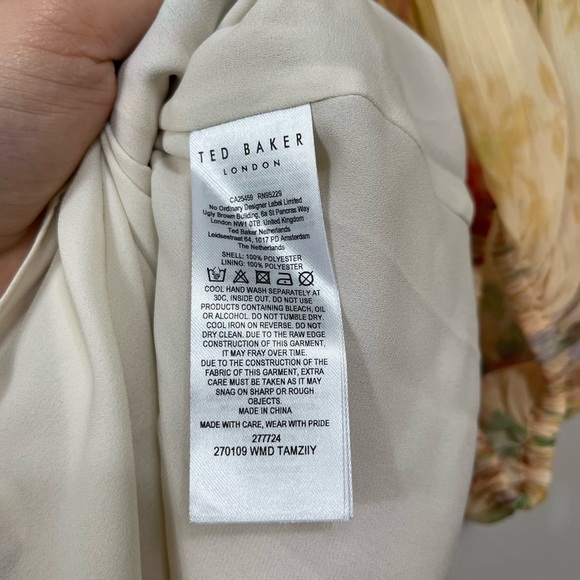 TED BAKER
LONDON
CA25459 RN95229
No Ordinary Designer Label Limited
Ugly Brown Building, 6a St Pancras Way
London NW1 0TB. United Kingdom
Ted Baker Netherlands
Leidsestraat 64, 1017 PD Amsterdam
The Netherlands
SHELL: 100% POLYESTER
LINING: 100% POLYESTER
COOL HAND WASH SEPARATELY AT
30C, INSIDE OUT. DO NOT USE
PRODUCTS CONTAINING BLEACH, OIL
OR ALCOHOL. DO NOT TUMBLE DRY.
COOL IRON ON REVERSE. DO NOT
DRY CLEAN. DUE TO THE RAW EDGE
CONSTRUCTION OF THIS GARMENT,
IT MAY FRAY OVER TIME.
DUE TO THE CONSTRUCTION OF THE
FABRIC OF THIS GARMENT, EXTRA
CARE MUST BE TAKEN AS IT MAY
SNAG ON SHARP OR ROUGH
OBJECTS.
MADE IN CHINA
MADE WITH CARE, WEAR WITH PRIDE
277724
270109 WMD TAMZIIY